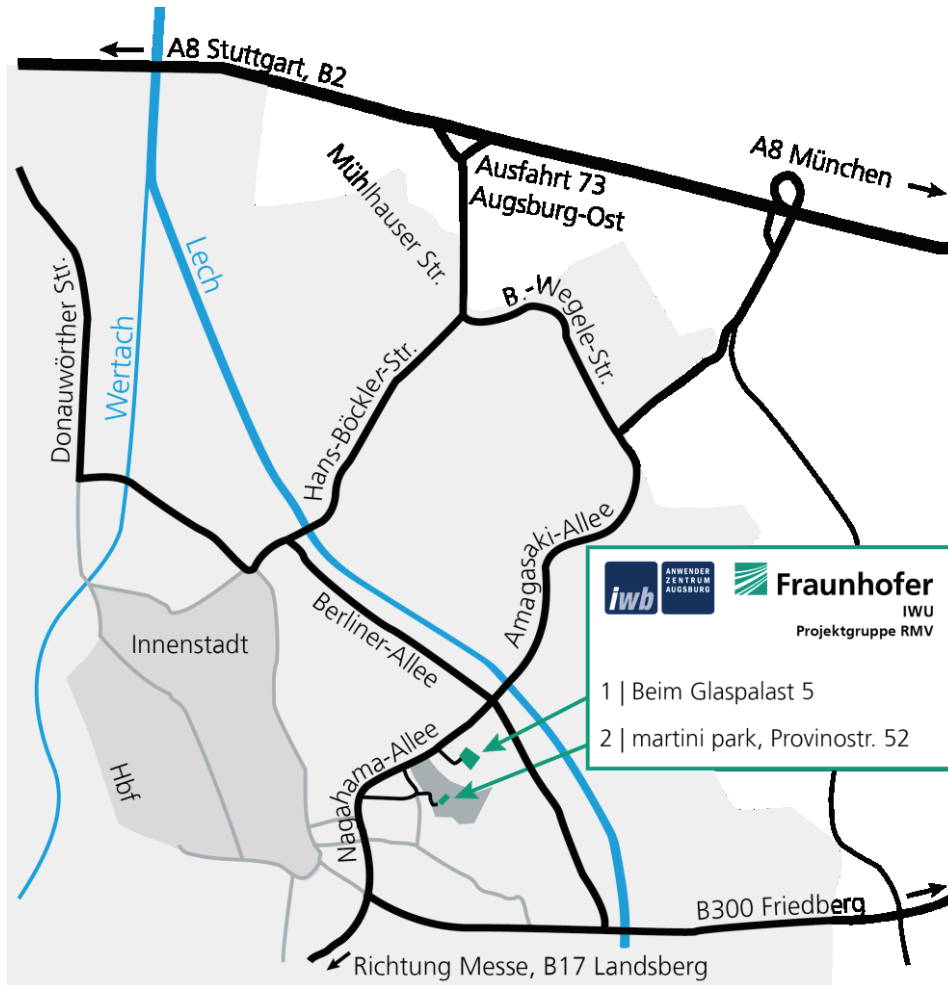 A8 Stuttgart, B2
A8 München
Ausfahrt 73
Augsburg-Ost
Mühlhauser Str.
Lech
B.-Wegele-Str.
Donauwörther Str.
Wertach
Hans-Böckler-Str.
Amagasaki-Allee
Berliner-Allee
Innenstadt
Hbf
Nagahama-Allee
iwb
ANWENDER
ZENTRUM
AUGSBURG
Fraunhofer
IWU
Projektgruppe RMV
1 | Beim Glaspalast 5
2 | martini park, Provinostr. 52
B300 Friedberg
Richtung Messe, B17 Landsberg